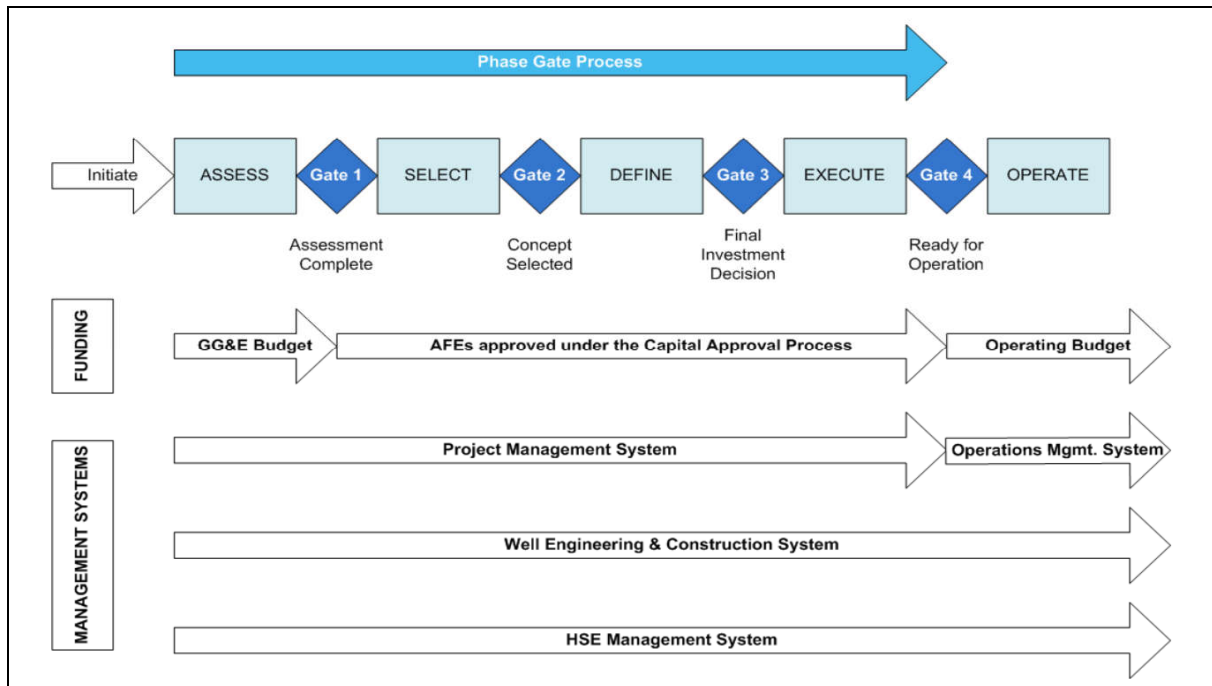 Phase Gate Process
Initiate
ASSESS
Gate 1
SELECT
Gate 2
DEFINE
Gate 3
EXECUTE
Gate 4
OPERATE
Assessment
Complete
Concept
Selected
Final
Investment
Decision
Ready for
Operation
FUNDING
GG&E Budget
AFEs approved under the Capital Approval Process
Operating Budget
MANAGEMENT SYSTEMS
Project Management System
Operations Mgmt. System
Well Engineering & Construction System
HSE Management System